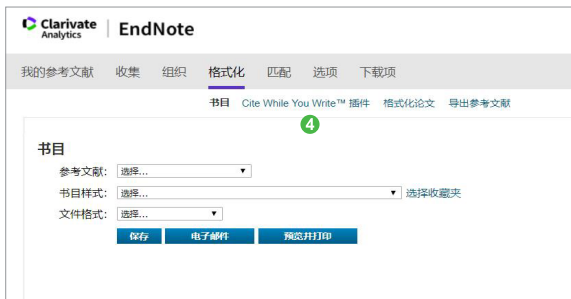 Clarivate Analytics EndNote
我的参考文献 收集 组织 格式化 匹配 选项 下载项
书目 Cite While You Write™ 插件 格式化论文 导出参考文献
4
书目
参考文献: 选择...
书目样式: 选择... 选择收藏夹
文件格式: 选择...
保存 电子邮件 预览并打印